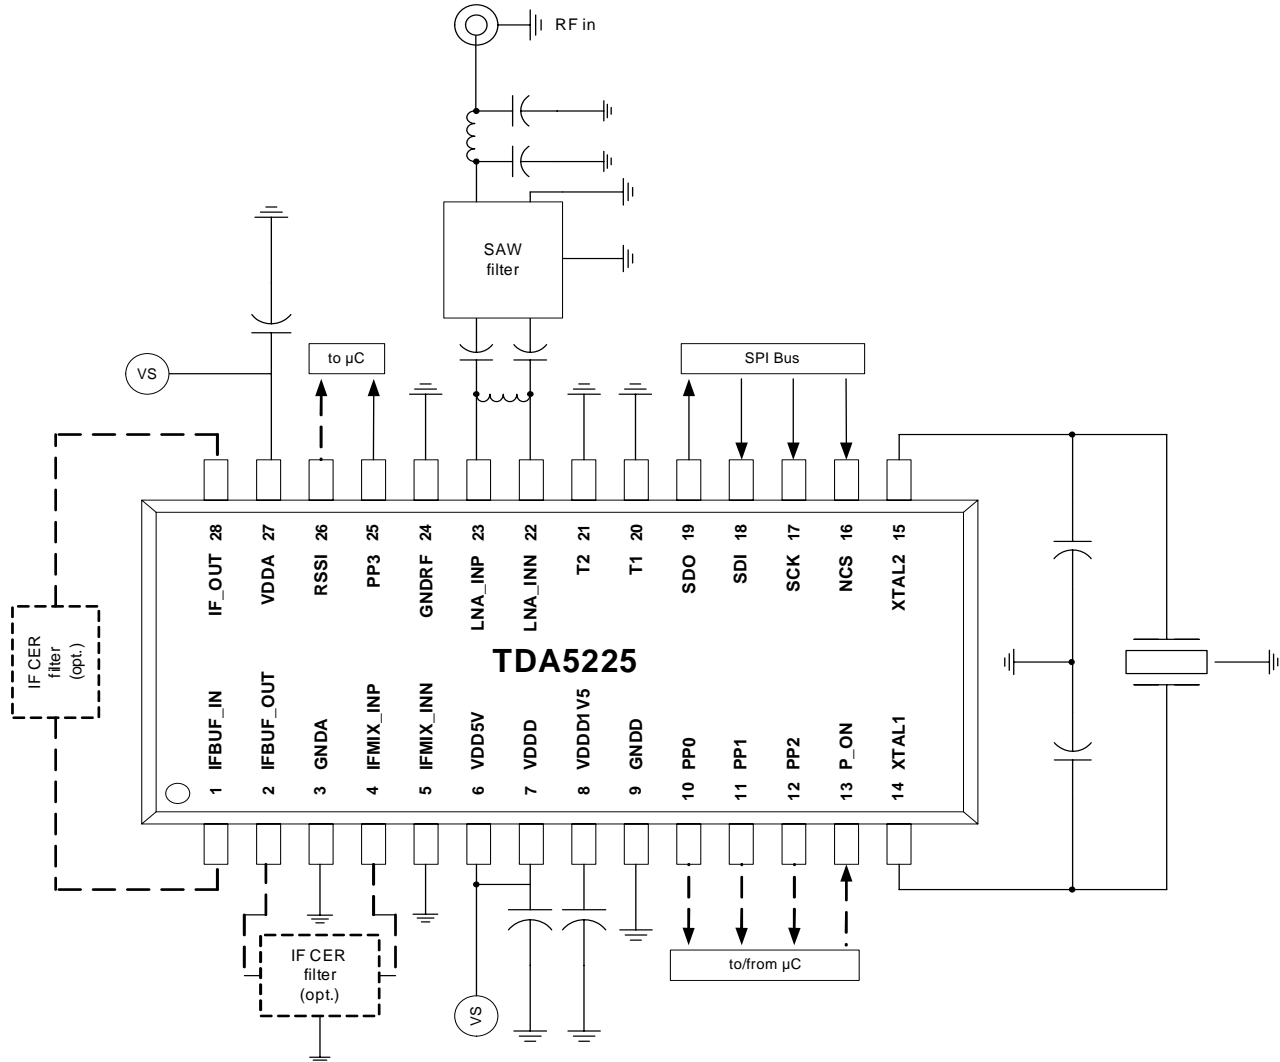 RF in
SAW
filter
VS
to µC
SPI Bus
28 27 26 25 24 23 22 21 20 19 18 17 16 15
IF_OUT
VDDA
RSSI
PP3
GNDRF
LNA_INP
LNA_INN
T2
T1
SDO
SDI
SCK
NCS
XTAL2
IF CER
filter
(opt.)
TDA5225
IFBUF_IN
IFBUF_OUT
GNDA
IFMIX_INP
IFMIX_INN
VDD5V
VDDD
VDDD1V5
GNDD
PP0
PP1
PP2
P_ON
XTAL1
1 2 3 4 5 6 7 8 9 10 11 12 13 14
IF CER
filter
(opt.)
to/from µC
VS